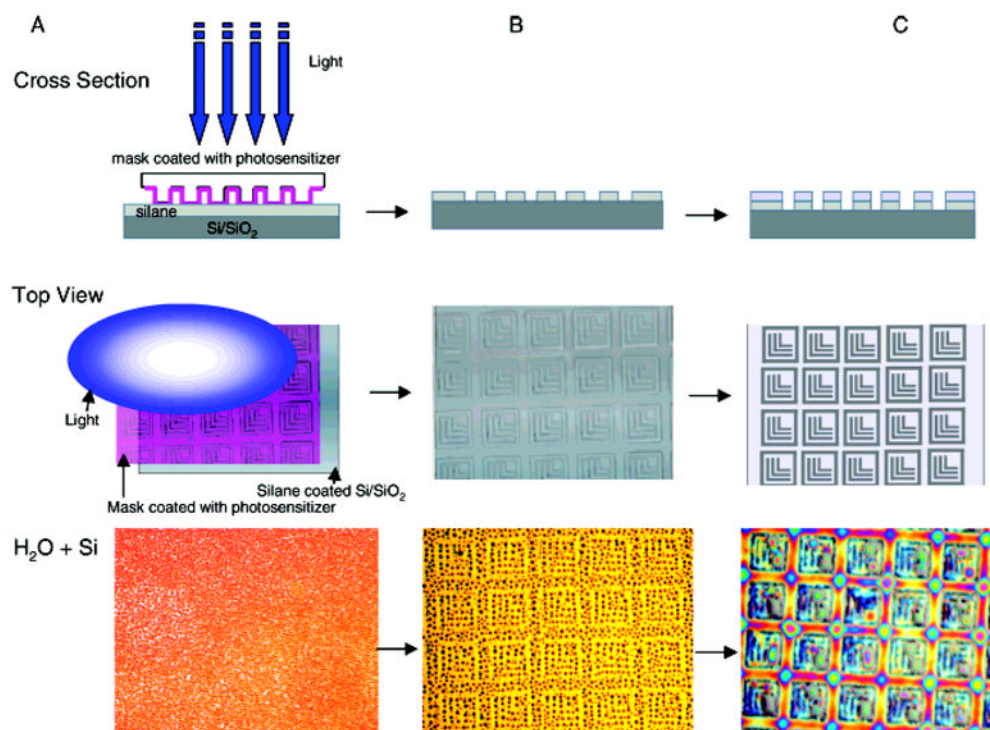 A
B
C
Cross Section
Light
mask coated with photosensitizer
silane
Si/SiO₂
Top View
Light
Silane coated Si/SiO₂
Mask coated with photosensitizer
H₂O + Si